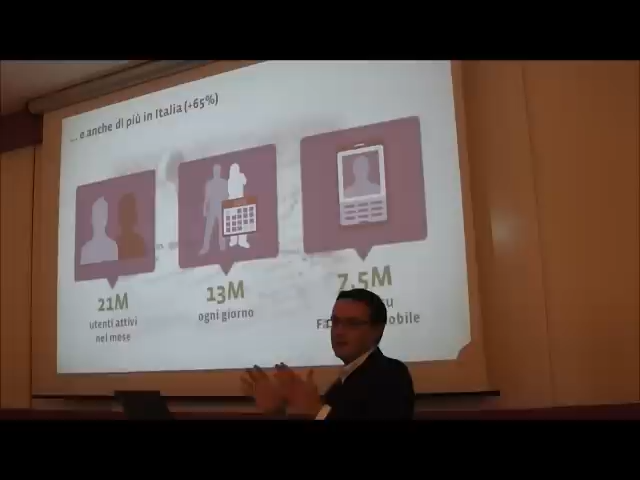 ... e anche di più in Italia (+65%)
21M
utenti attivi
nel mese
13M
ogni giorno
7.5M
su